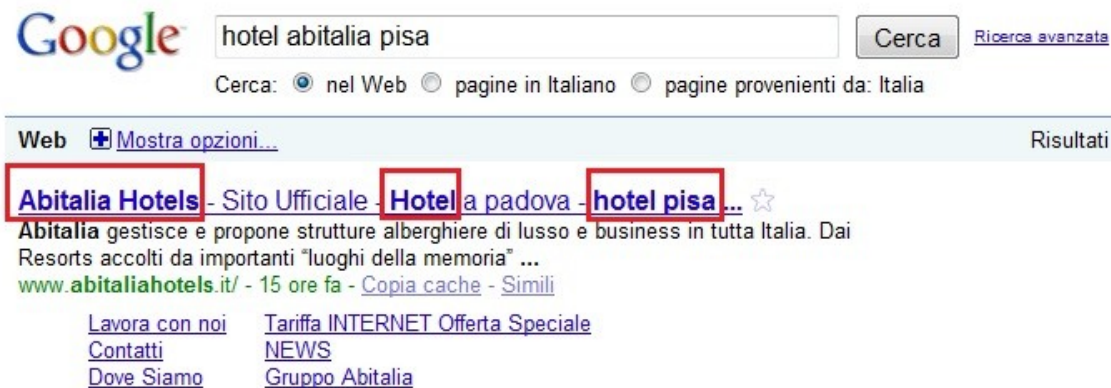 Google hotel abitalia pisa Cerca Ricerca avanzata
Cerca: nel Web pagine in Italiano pagine provenienti da: Italia
Web Mostra opzioni... Risultati
Abitalia Hotels - Sito Ufficiale - Hotel a padova - hotel pisa ...
Abitalia gestisce e propone strutture alberghiere di lusso e business in tutta Italia. Dai
Resorts accolti da importanti “luoghi della memoria” ...
www.abitaliahotels.it/ - 15 ore fa - Copia cache - Simili
Lavora con noi Tariffa INTERNET Offerta Speciale
Contatti NEWS
Dove Siamo Gruppo Abitalia